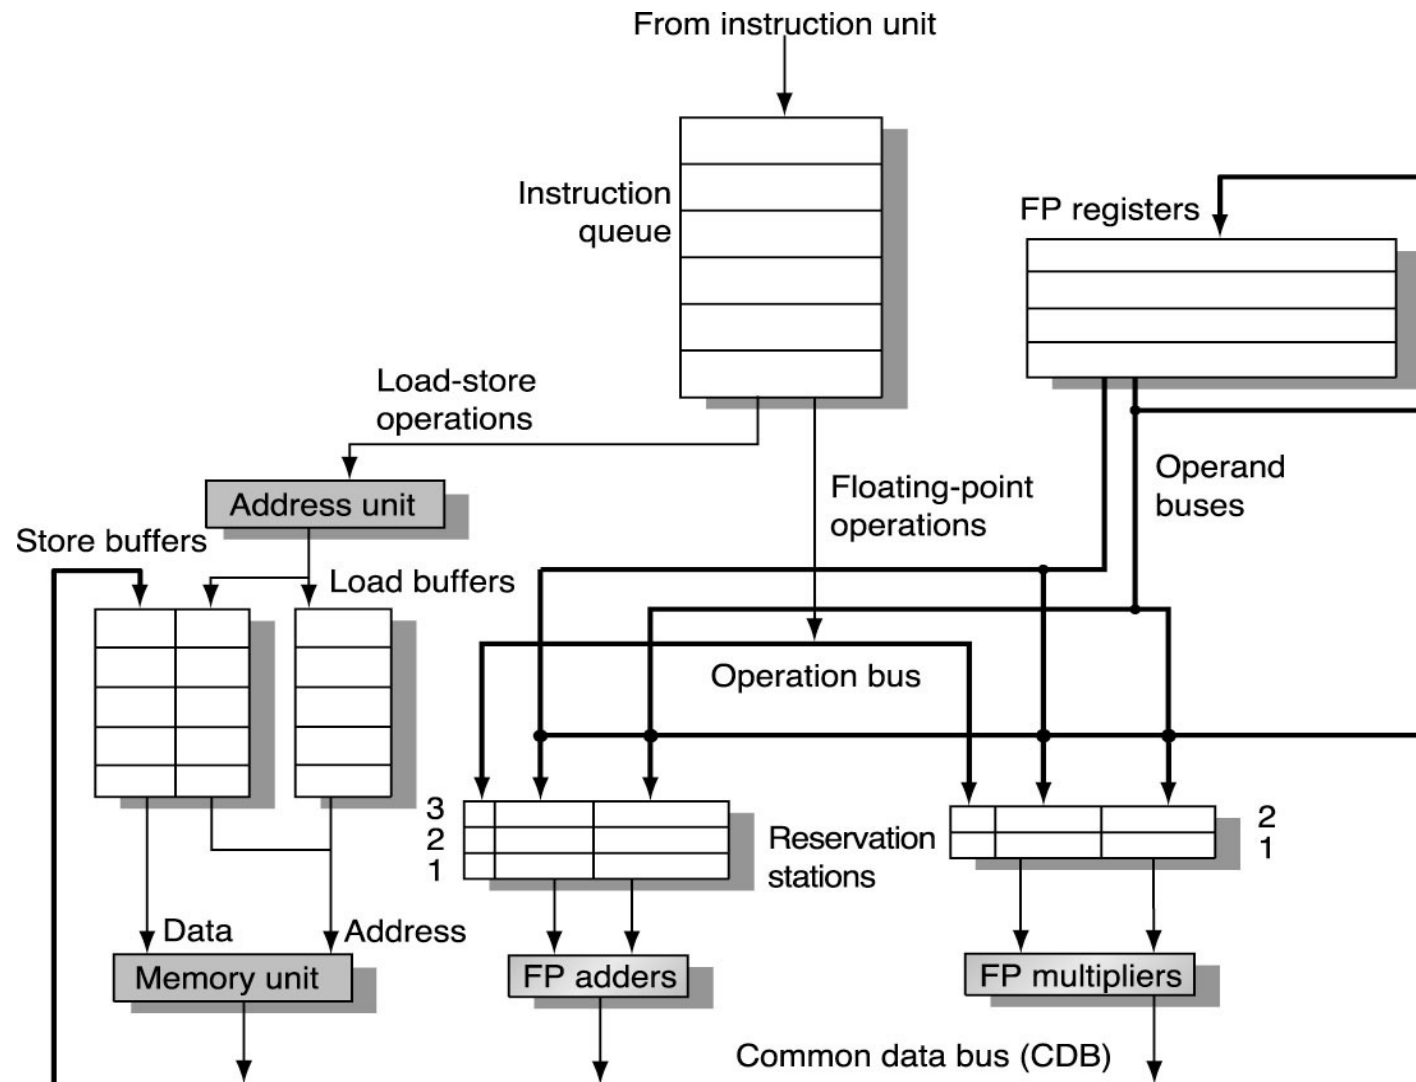 From instruction unit
Instruction
queue
FP registers
Load-store
operations
Operand
buses
Floating-point
operations
Address unit
Store buffers
Load buffers
Operation bus
3
2
1
Reservation
stations
2
1
Data
Address
Memory unit
FP adders
FP multipliers
Common data bus (CDB)